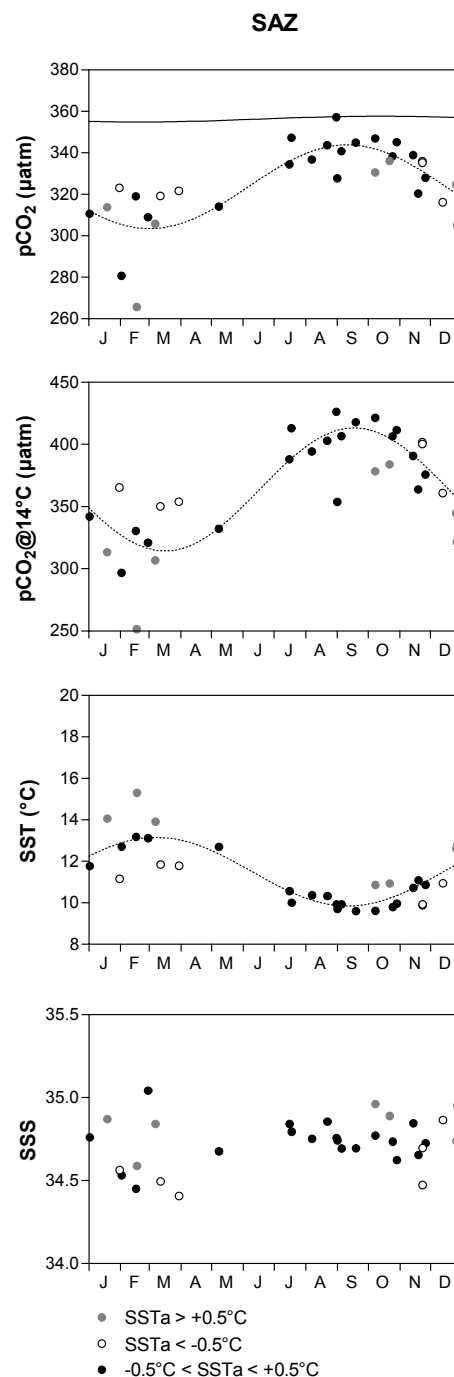 SAZ
380
360
340
320
300
280
260
pCO₂ (µatm)
J F M A M J J A S O N D
450
400
350
300
250
pCO₂@14°C (µatm)
J F M A M J J A S O N D
20
18
16
14
12
10
8
SST (°C)
J F M A M J J A S O N D
35.5
35.0
34.5
34.0
SSS
J F M A M J J A S O N D
SSTa > +0.5°C
SSTa < -0.5°C
-0.5°C < SSTa < +0.5°C